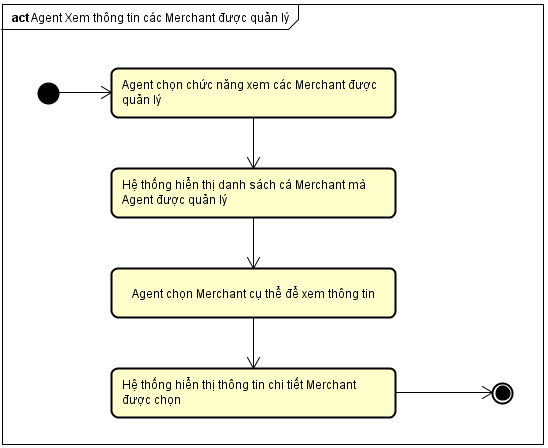 act Agent Xem thông tin các Merchant được quản lý
Agent chọn chức năng xem các Merchant được
quản lý
Hệ thống hiển thị danh sách cá Merchant mà
Agent được quản lý
Agent chọn Merchant cụ thể để xem thông tin
Hệ thống hiển thị thông tin chi tiết Merchant
được chọn